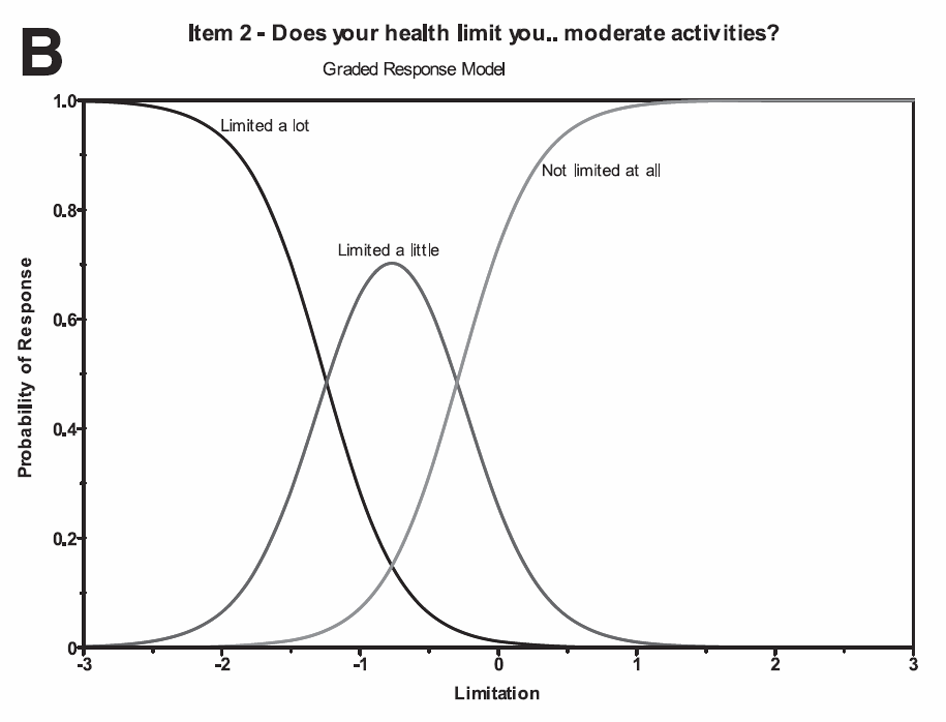 B
Item 2 - Does your health limit you.. moderate activities?
Graded Response Model
1.0
Limited a lot
Not limited at all
0.8
Limited a little
0.6
0.4
0.2
0
Probability of Response
-3 -2 -1 0 1 2 3
Limitation